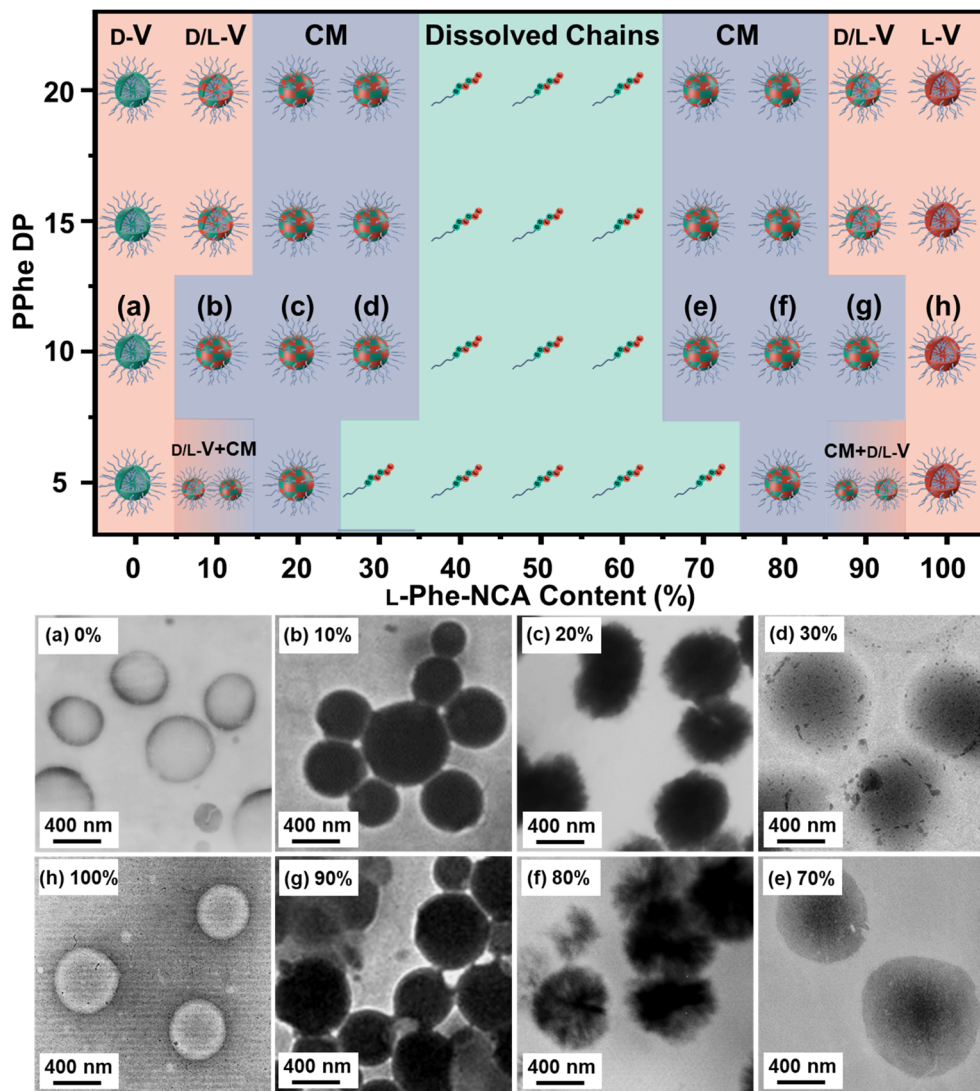 D-V D/L-V CM Dissolved Chains CM D/L-V L-V
20
15
(a) (b) (c) (d) (e) (f) (g) (h)
10
D/L-V+CM CM+D/L-V
5
PPhe DP
0 10 20 30 40 50 60 70 80 90 100
L-Phe-NCA Content (%)
(a) 0% (b) 10% (c) 20% (d) 30%
400 nm 400 nm 400 nm 400 nm
(h) 100% (g) 90% (f) 80% (e) 70%
400 nm 400 nm 400 nm 400 nm